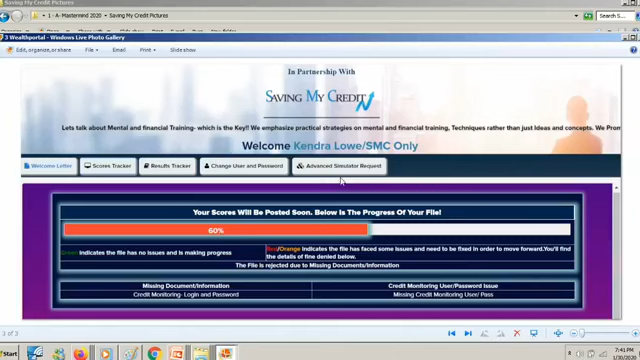 Saving My Credit Pictures
1 - A- Mastermind 2020 ▸ Saving My Credit Pictures
Search S...
3 Wealthportal - Windows Live Photo Gallery
Edit, organize, or share File Email Print Slide show
In Partnership With
SAVING MY CREDIT
Lets talk about Mental and financial Training- which is the Key!! We emphasize practical strategies on mental and financial training, Techniques rather than just Ideas and concepts. We Prom
Welcome Kendra Lowe/SMC Only
Welcome Letter Scores Tracker Results Tracker Change User and Password Advanced Simulator Request
Your Scores Will Be Posted Soon. Below Is The Progress Of Your File!
60%
Green Indicates the file has no issues and is making progress
Red/Orange Indicates the file has faced some issues and need to be fixed in order to move forward.You'll find the details of fine denied below.
The File is rejected due to Missing Documents/Information
Missing Document/Information Credit Monitoring User/Password Issue
Credit Monitoring- Login and Password Missing Credit Monitoring User/ Pass
3 of 3
Start
7:41 PM
1/30/2020